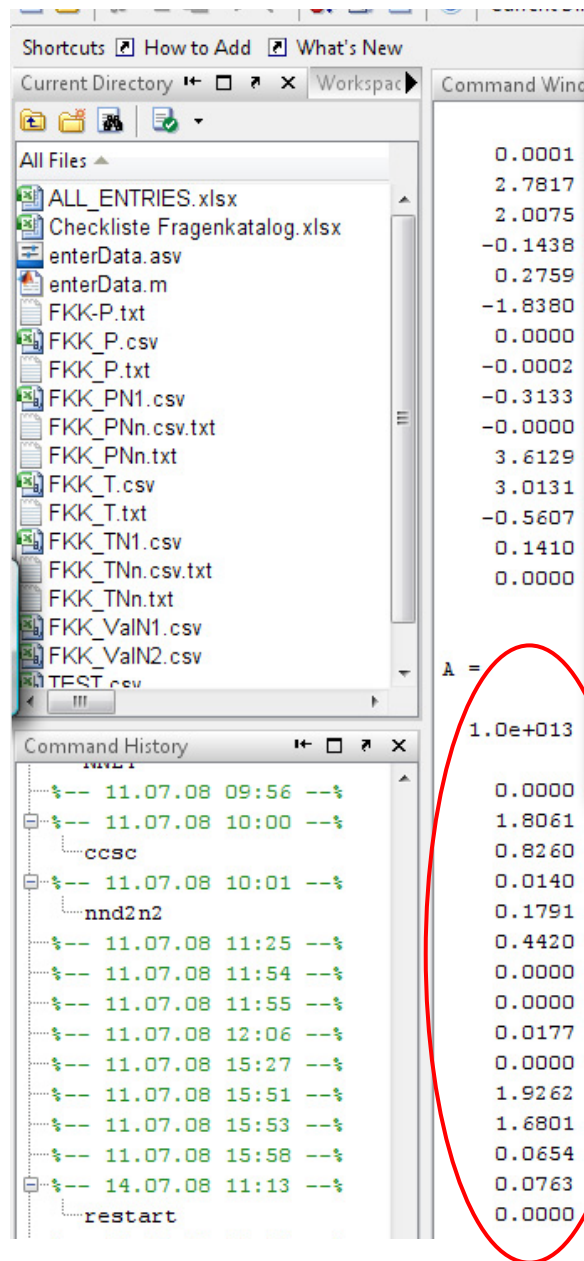 Shortcuts How to Add What's New
Current Directory Workspac
All Files
ALL_ENTRIES.xlsx
Checkliste Fragenkatalog.xlsx
enterData.asv
enterData.m
FKK-P.txt
FKK_P.csv
FKK_P.txt
FKK_PN1.csv
FKK_PNn.csv.txt
FKK_PNn.txt
FKK_T.csv
FKK_T.txt
FKK_TN1.csv
FKK_TNn.csv.txt
FKK_TNn.txt
FKK_ValN1.csv
FKK_ValN2.csv
TEST.csv
Command History
%-- 11.07.08 09:56 --%
%-- 11.07.08 10:00 --%
ccsc
%-- 11.07.08 10:01 --%
nnd2n2
%-- 11.07.08 11:25 --%
%-- 11.07.08 11:54 --%
%-- 11.07.08 11:55 --%
%-- 11.07.08 12:06 --%
%-- 11.07.08 15:27 --%
%-- 11.07.08 15:51 --%
%-- 11.07.08 15:53 --%
%-- 11.07.08 15:58 --%
%-- 14.07.08 11:13 --%
restart
Command Wind
0.0001
2.7817
2.0075
-0.1438
0.2759
-1.8380
0.0000
-0.0002
-0.3133
-0.0000
3.6129
3.0131
-0.5607
0.1410
0.0000
A =
1.0e+013
0.0000
1.8061
0.8260
0.0140
0.1791
0.4420
0.0000
0.0000
0.0177
0.0000
1.9262
1.6801
0.0654
0.0763
0.0000